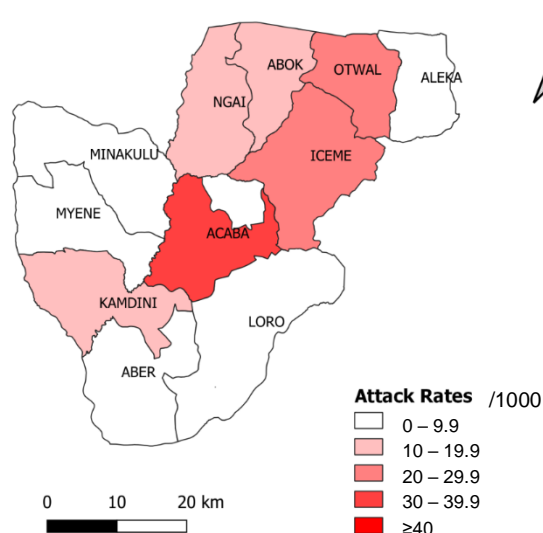 ABOK
OTWAL
ALEKA
NGAI
MINAKULU
ICEME
MYENE
ACABA
KAMDINI
LORO
ABER
Attack Rates /1000
0 – 9.9
10 – 19.9
20 – 29.9
30 – 39.9
≥40
0 10 20 km